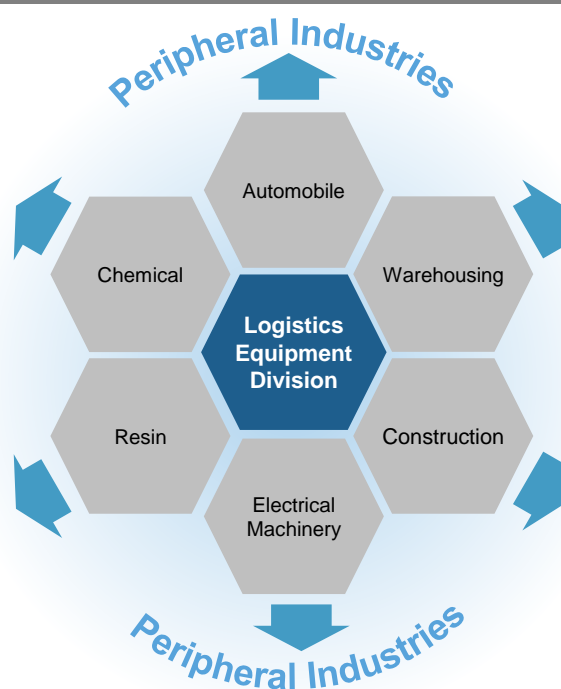 Peripheral Industries
Automobile
Chemical
Warehousing
Logistics
Equipment
Division
Resin
Construction
Electrical
Machinery
Peripheral Industries